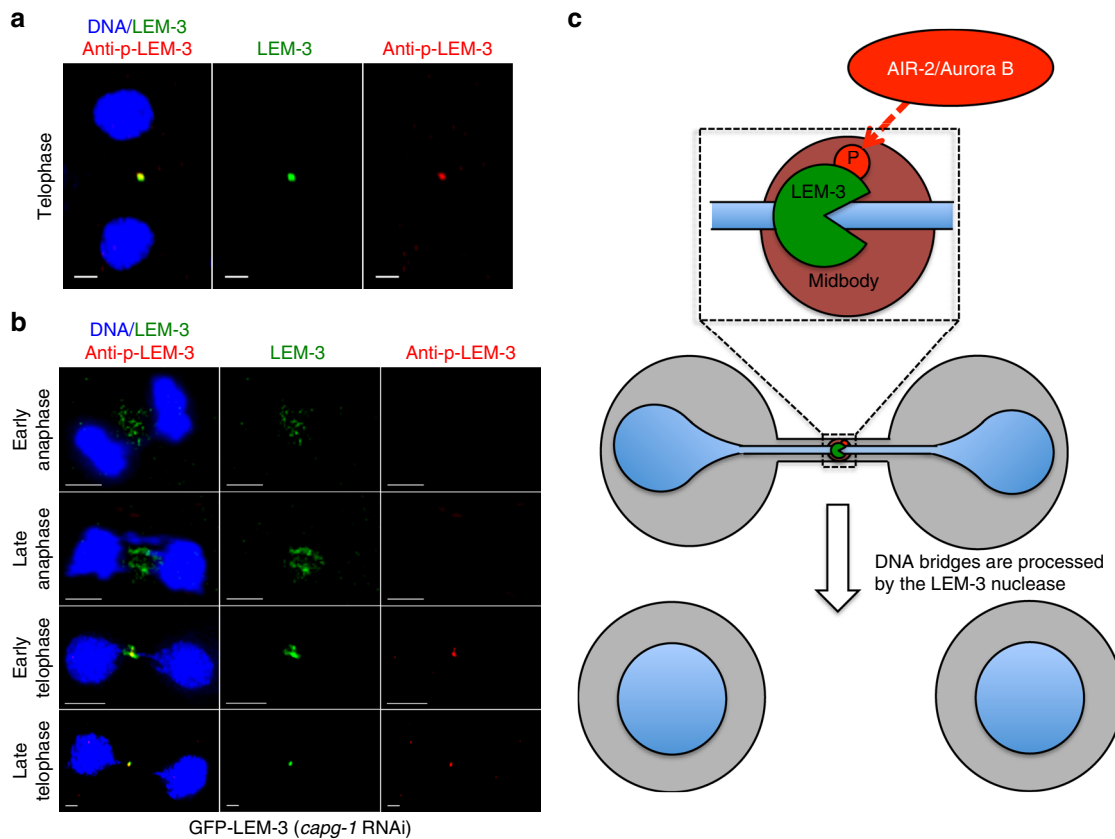 a
DNA/LEM-3
Anti-p-LEM-3
LEM-3
Anti-p-LEM-3
Telophase
b
DNA/LEM-3
Anti-p-LEM-3
LEM-3
Anti-p-LEM-3
Early
anaphase
Late
anaphase
Early
telophase
Late
telophase
GFP-LEM-3 (capg-1 RNAi)
c
AIR-2/Aurora B
P
LEM-3
Midbody
DNA bridges are processed
by the LEM-3 nuclease